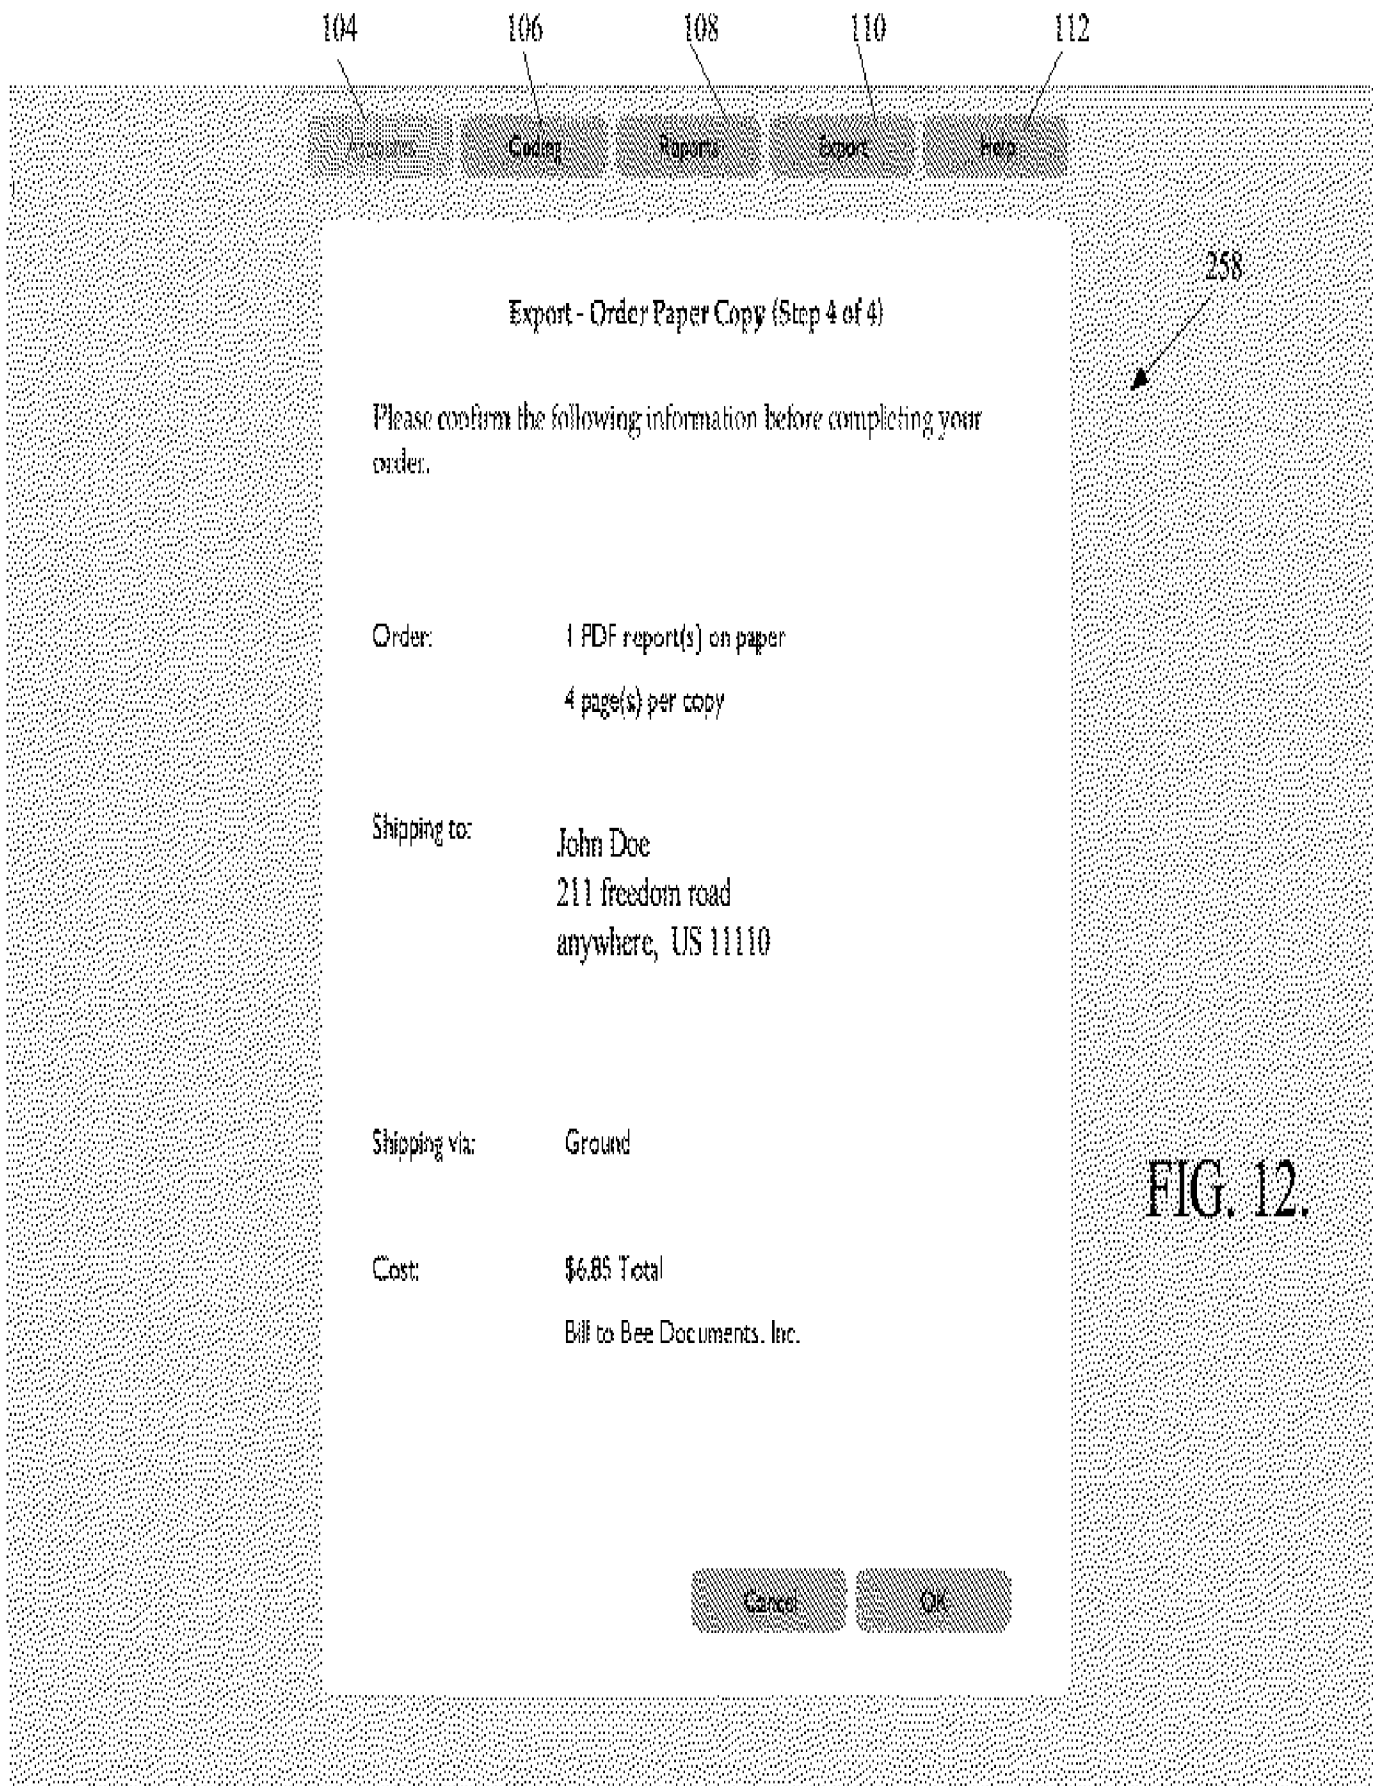 104 106 108 110 112
Coding Reports Export Help
258
Export - Order Paper Copy (Step 4 of 4)
Please confirm the following information before completing your
order.
Order: 1 PDF report(s) on paper
4 page(s) per copy
Shipping to: John Doe
211 freedom road
anywhere, US 11110
Shipping via: Ground
FIG. 12.
Cost: $6.85 Total
Bill to Bee Documents, Inc.
Cancel OK